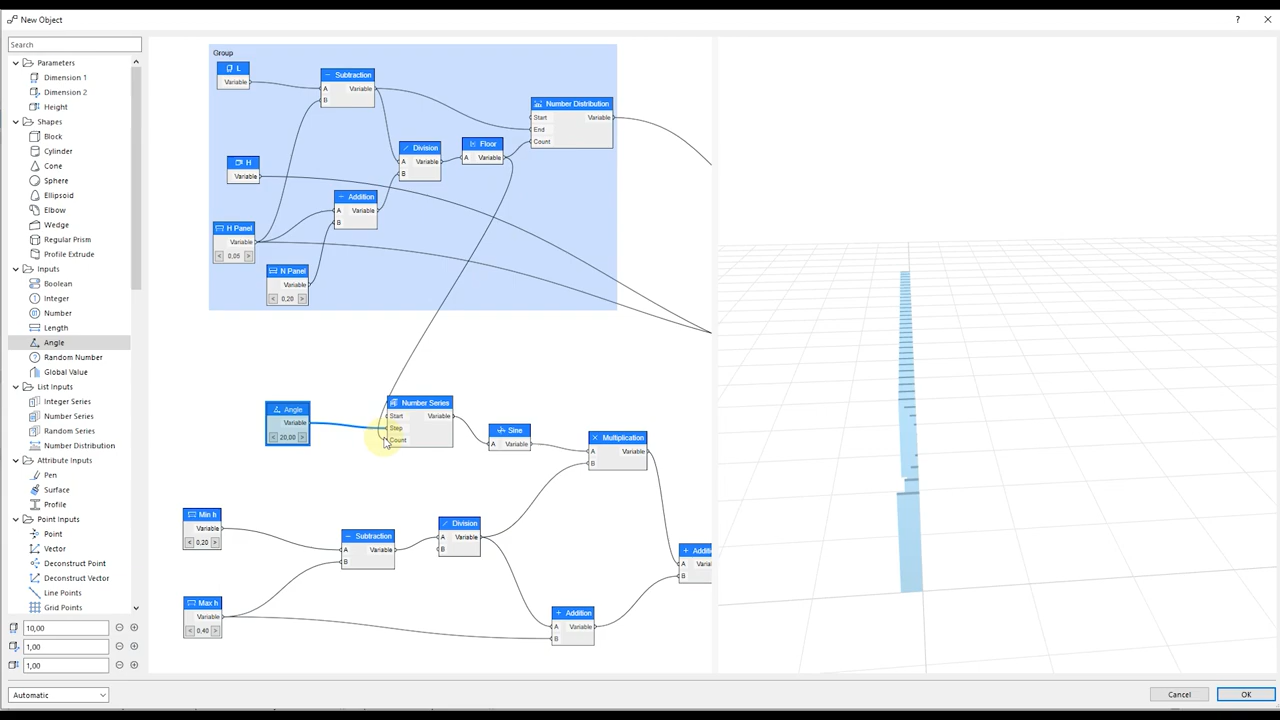 New Object
?
Search
Parameters
Dimension 1
Dimension 2
Height
Shapes
Block
Cylinder
Cone
Sphere
Ellipsoid
Elbow
Wedge
Regular Prism
Profile Extrude
Inputs
Boolean
Integer
Number
Length
Angle
Random Number
Global Value
List Inputs
Integer Series
Number Series
Random Series
Number Distribution
Attribute Inputs
Pen
Surface
Profile
Point Inputs
Point
Vector
Deconstruct Point
Deconstruct Vector
Line Points
Grid Points
10,00
1,00
1,00
Automatic
Group
L
Variable
Subtraction
A Variable
B
Number Distribution
Start Variable
End
Count
Division
A Variable
B
Floor
A Variable
H
Variable
Addition
A Variable
B
H Panel
Variable
< 0,05 >
N Panel
Variable
< 0,20 >
Angle
Variable
< 20,00 >
Number Series
Start Variable
Step
Count
Sine
A Variable
Multiplication
A Variable
B
Min h
Variable
< 0,20 >
Subtraction
A Variable
B
Division
A Variable
B
Additi
A Varia
B
Max h
Variable
< 0,40 >
Addition
A Variable
B
Cancel
OK